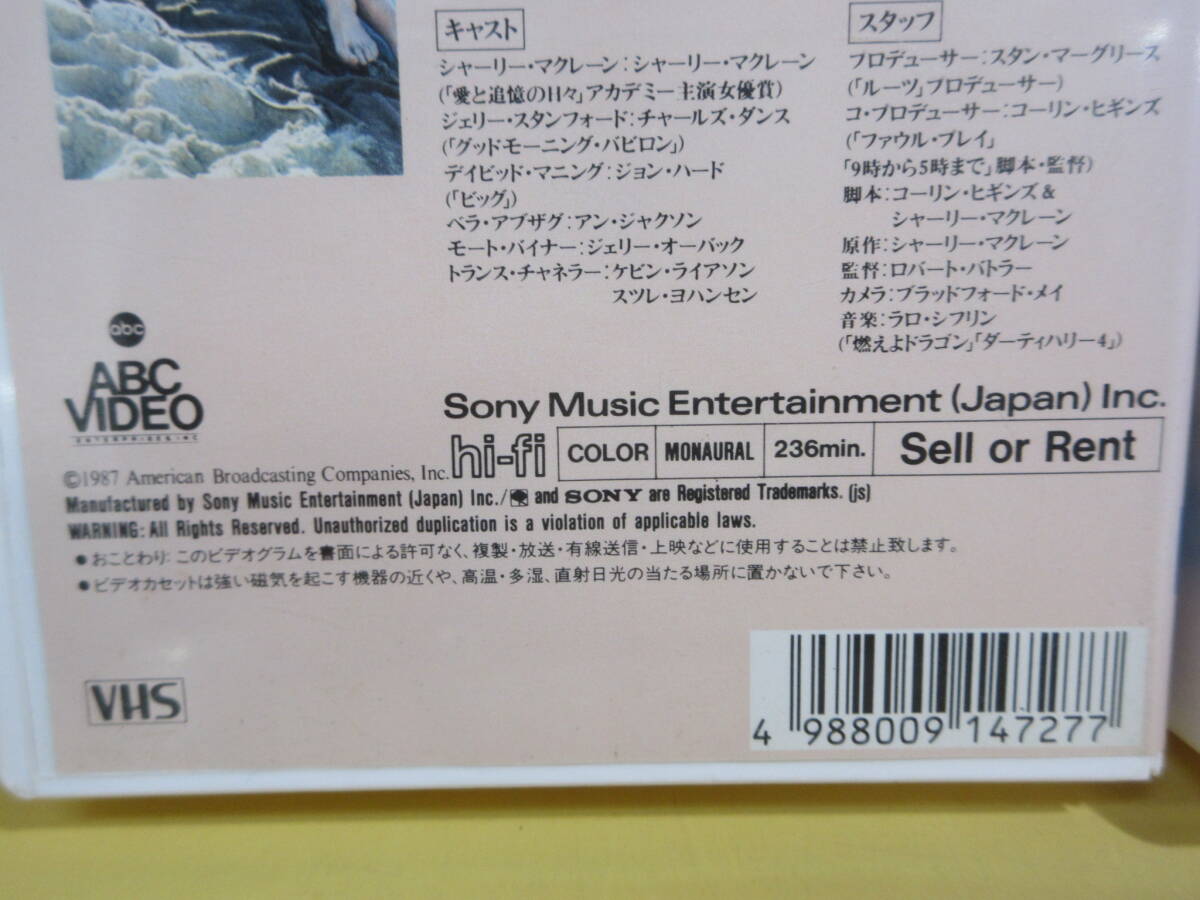 キャスト
シャーリー・マクレーン:シャーリー・マクレーン
(「愛と追憶の日々」アカデミー主演女優賞)
ジェリー・スタンフォード:チャールズ・ダンス
(「グッドモーニング・バビロン」)
デイビッド・マニング:ジョン・ハード
(「ビッグ」)
ベラ・アブザグ:アン・ジャクソン
モート・バイナー:ジェリー・オーバック
トランス・チャネラー:ケビン・ライアソン
スツレ・ヨハンセン
スタッフ
プロデューサー:スタン・マーグリース
(「ルーツ」プロデューサー)
コ・プロデューサー:コーリン・ヒギンズ
(「ファウル・プレイ」
「9時から5時まで」脚本・監督)
脚本:コーリン・ヒギンズ&
シャーリー・マクレーン
原作:シャーリー・マクレーン
監督:ロバート・バトラー
カメラ:ブラッドフォード・メイ
音楽:ラロ・シフリン
(「燃えよドラゴン」「ダーティハリー4」)
abc
ABC
VIDEO
ENTERPRISES, INC
Sony Music Entertainment (Japan) Inc.
hi-fi COLOR MONAURAL 236min. Sell or Rent
©1987 American Broadcasting Companies, Inc.
Manufactured by Sony Music Entertainment (Japan) Inc./ and SONY are Registered Trademarks. (js)
WARNING: All Rights Reserved. Unauthorized duplication is a violation of applicable laws.
●おことわり:このビデオグラムを書面による許可なく、複製・放送・有線送信・上映などに使用することは禁止致します。
●ビデオカセットは強い磁気を起こす機器の近くや、高温・多湿、直射日光の当たる場所に置かないで下さい。
VHS
4 988009 147277